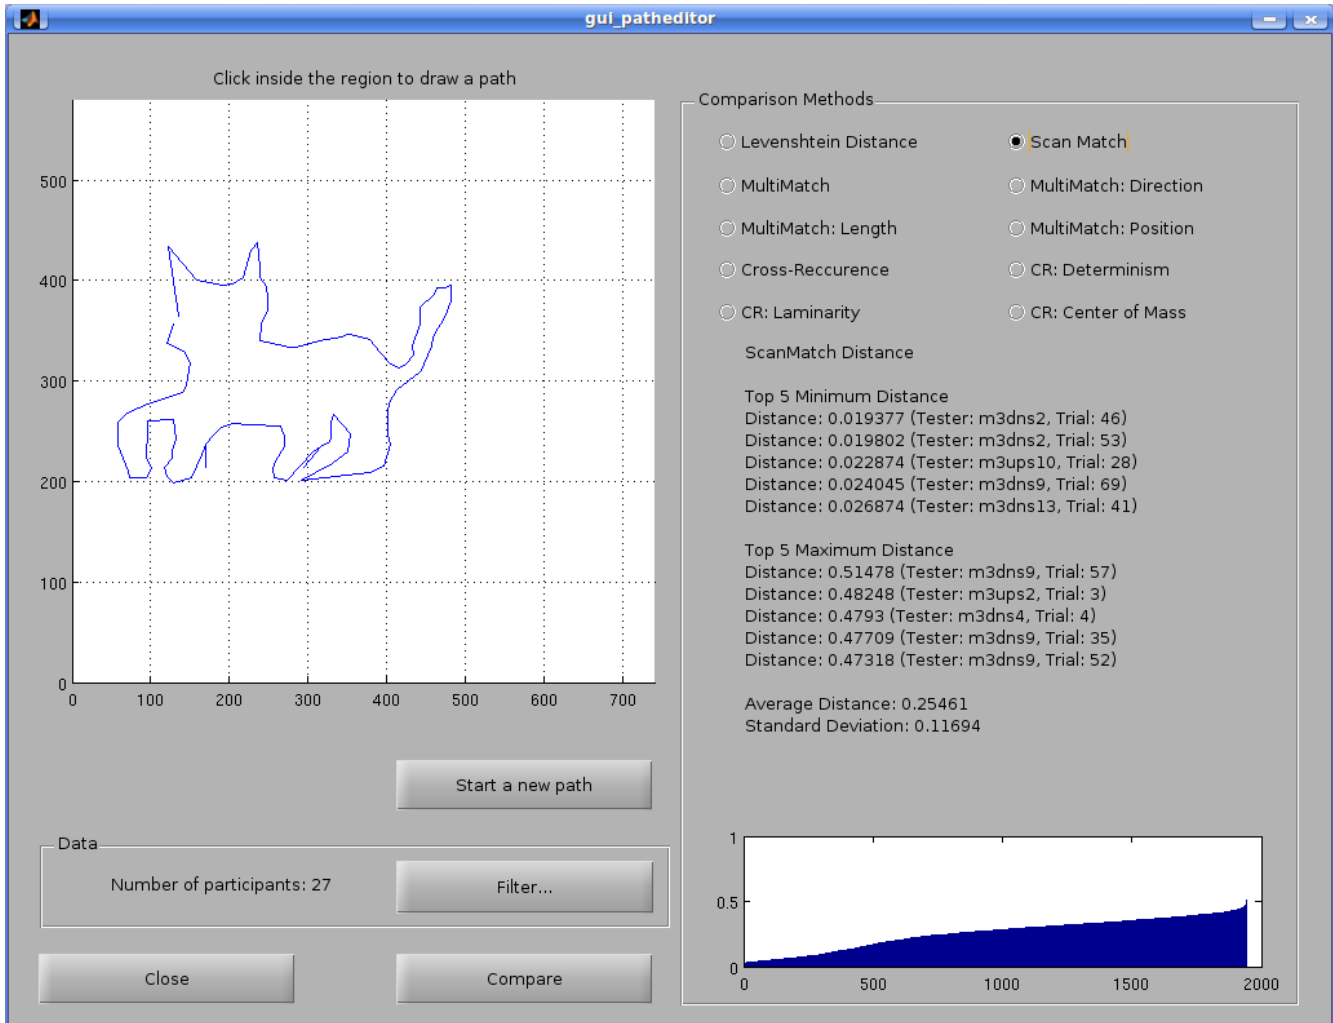 gui_patheditor
Click inside the region to draw a path
500
400
300
200
100
0
0 100 200 300 400 500 600 700
Start a new path
Data
Number of participants: 27
Filter...
Close
Compare
Comparison Methods
Levenshtein Distance
Scan Match
MultiMatch
MultiMatch: Direction
MultiMatch: Length
MultiMatch: Position
Cross-Reccurence
CR: Determinism
CR: Laminarity
CR: Center of Mass
ScanMatch Distance
Top 5 Minimum Distance
Distance: 0.019377 (Tester: m3dns2, Trial: 46)
Distance: 0.019802 (Tester: m3dns2, Trial: 53)
Distance: 0.022874 (Tester: m3ups10, Trial: 28)
Distance: 0.024045 (Tester: m3dns9, Trial: 69)
Distance: 0.026874 (Tester: m3dns13, Trial: 41)
Top 5 Maximum Distance
Distance: 0.51478 (Tester: m3dns9, Trial: 57)
Distance: 0.48248 (Tester: m3ups2, Trial: 3)
Distance: 0.4793 (Tester: m3dns4, Trial: 4)
Distance: 0.47709 (Tester: m3dns9, Trial: 35)
Distance: 0.47318 (Tester: m3dns9, Trial: 52)
Average Distance: 0.25461
Standard Deviation: 0.11694
1
0.5
0
0 500 1000 1500 2000